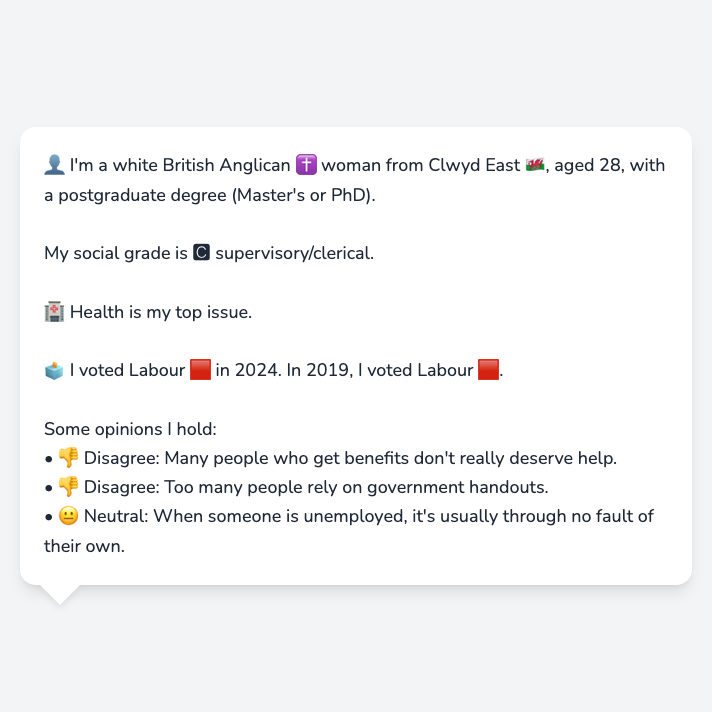 👤 I'm a white British Anglican ✝️ woman from Clwyd East 🏴󠁧󠁢󠁷󠁬󠁳󠁿, aged 28, with
a postgraduate degree (Master's or PhD).
My social grade is 🅲 supervisory/clerical.
🏥 Health is my top issue.
🗳️ I voted Labour 🟥 in 2024. In 2019, I voted Labour 🟥.
Some opinions I hold:
• 👎 Disagree: Many people who get benefits don't really deserve help.
• 👎 Disagree: Too many people rely on government handouts.
• 😐 Neutral: When someone is unemployed, it's usually through no fault of
their own.